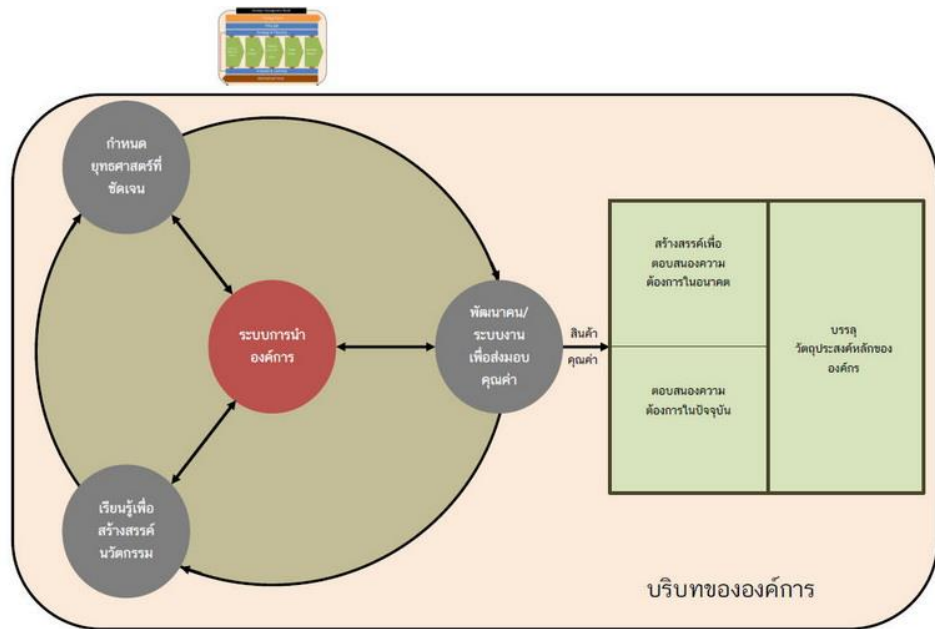 กำหนด
ยุทธศาสตร์ที่
ชัดเจน
ระบบการนำ
องค์การ
พัฒนาคน/
ระบบงาน
เพื่อส่งมอบ
คุณค่า
เรียนรู้เพื่อ
สร้างสรรค์
นวัตกรรม
สินค้า
คุณค่า
สร้างสรรค์เพื่อ
ตอบสนองความ
ต้องการในอนาคต
ตอบสนองความ
ต้องการในปัจจุบัน
บรรลุ
วัตถุประสงค์หลักของ
องค์กร
บริบทขององค์การ